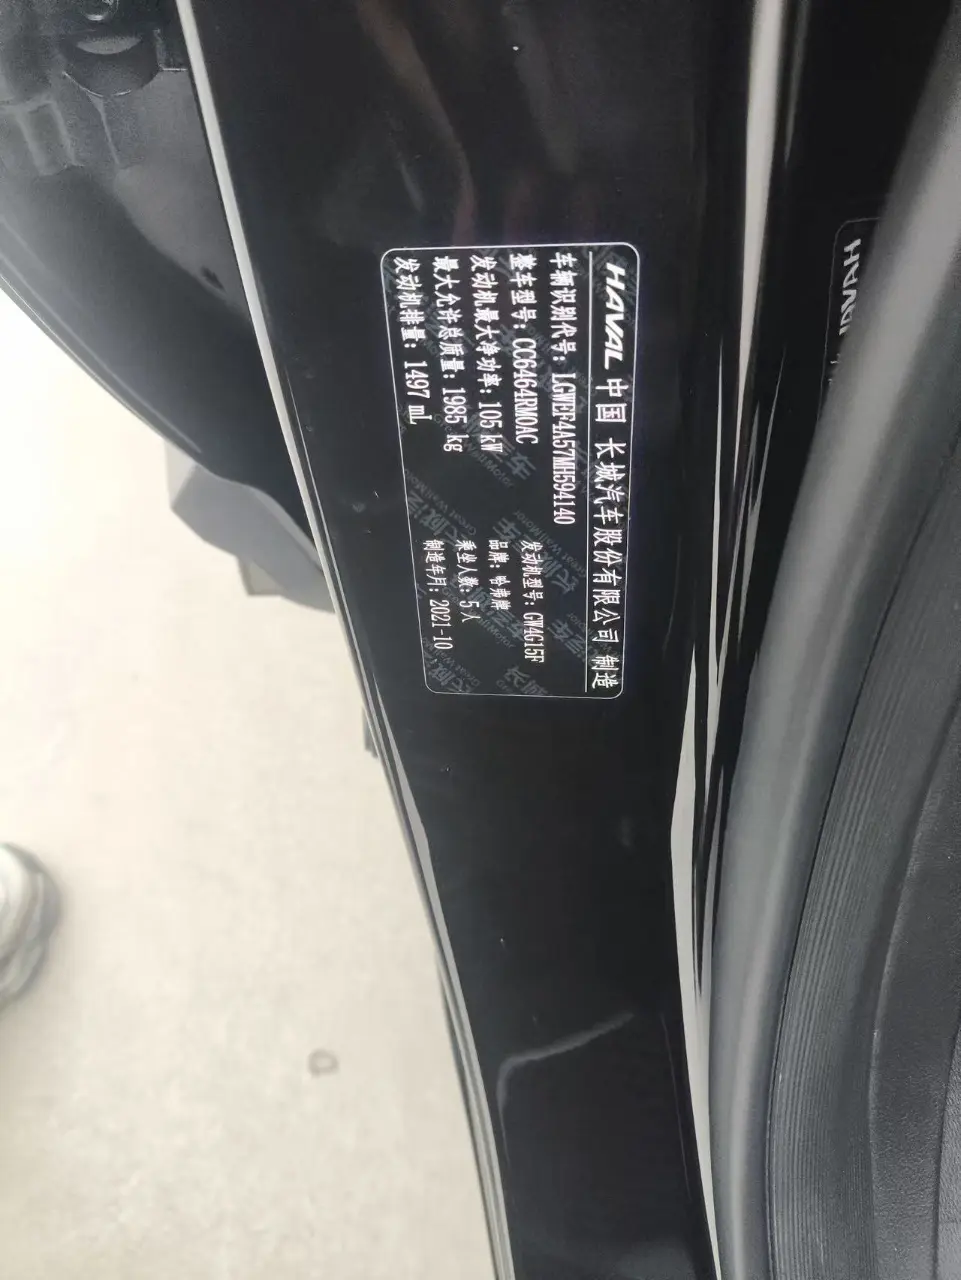 HAVAL 中国 长城汽车股份有限公司 制造
车辆识别代号: LGWEF4A57MH594140
整车型号: CC6464RM0AC 发动机型号: GW4G15F
发动机最大净功率: 105 kW 品牌: 哈弗牌
最大允许总质量: 1985 kg 乘坐人数: 5 人
发动机排量: 1497 mL 制造年月: 2021-10